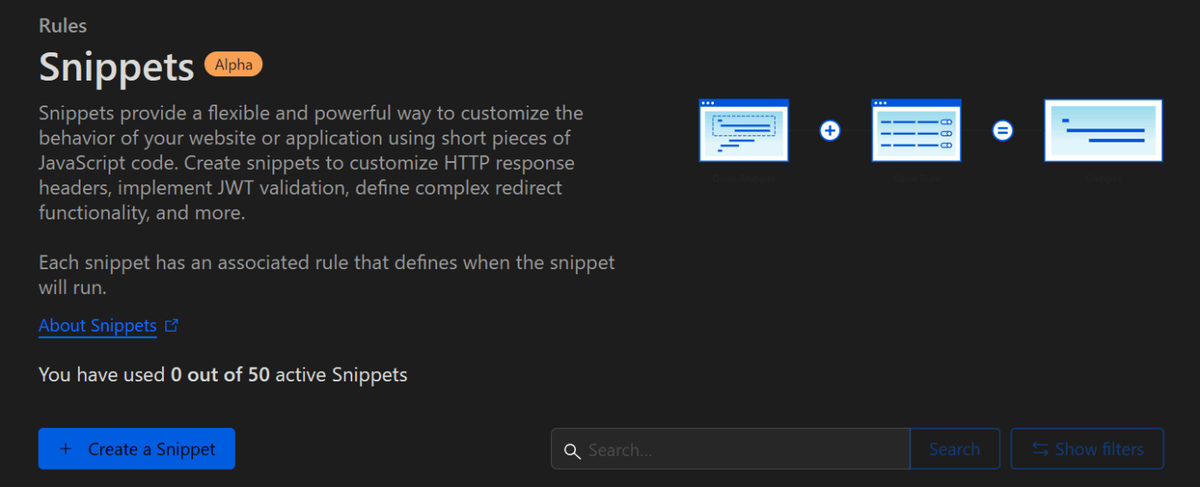 Rules
Snippets Alpha
Snippets provide a flexible and powerful way to customize the
behavior of your website or application using short pieces of
JavaScript code. Create snippets to customize HTTP response
headers, implement JWT validation, define complex redirect
functionality, and more.
Each snippet has an associated rule that defines when the snippet
will run.
About Snippets
You have used 0 out of 50 active Snippets
+ Create a Snippet
Search...
Search
Show filters